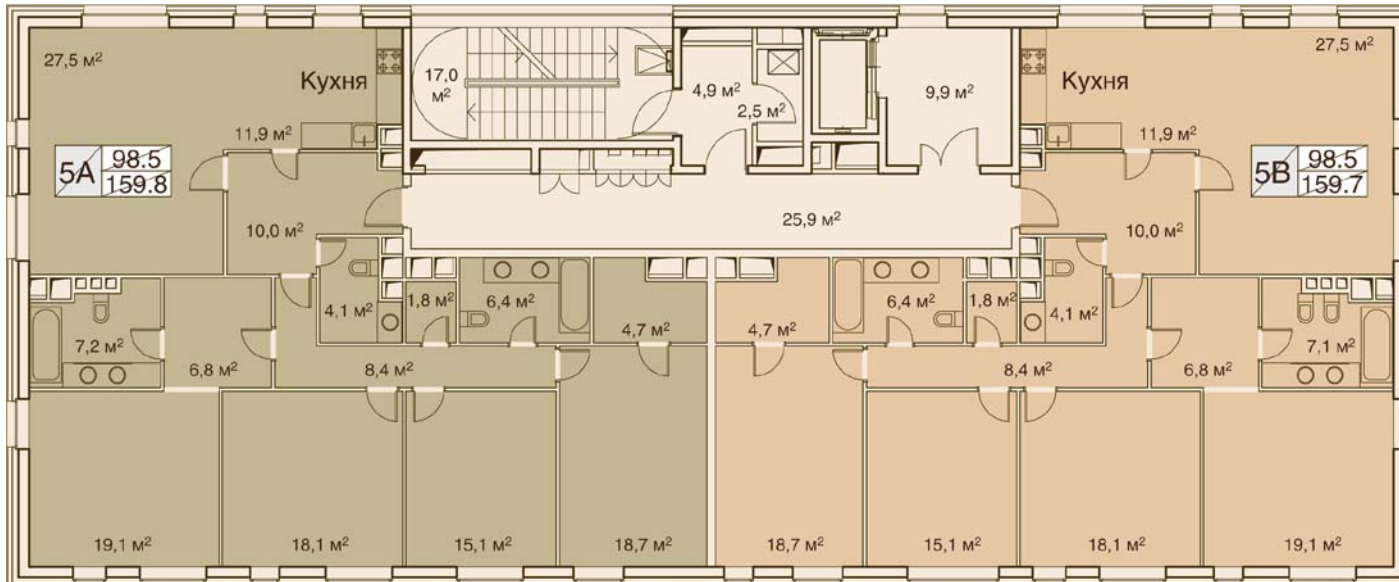 27,5 м²
Кухня
11,9 м²
5А
98.5
159.8
10,0 м²
4,1 м²
1,8 м²
6,4 м²
4,7 м²
7,2 м²
6,8 м²
8,4 м²
19,1 м²
18,1 м²
15,1 м²
18,7 м²
17,0
м²
4,9 м²
2,5 м²
9,9 м²
25,9 м²
27,5 м²
Кухня
11,9 м²
5В
98.5
159.7
10,0 м²
4,7 м²
6,4 м²
1,8 м²
4,1 м²
7,1 м²
8,4 м²
6,8 м²
18,7 м²
15,1 м²
18,1 м²
19,1 м²